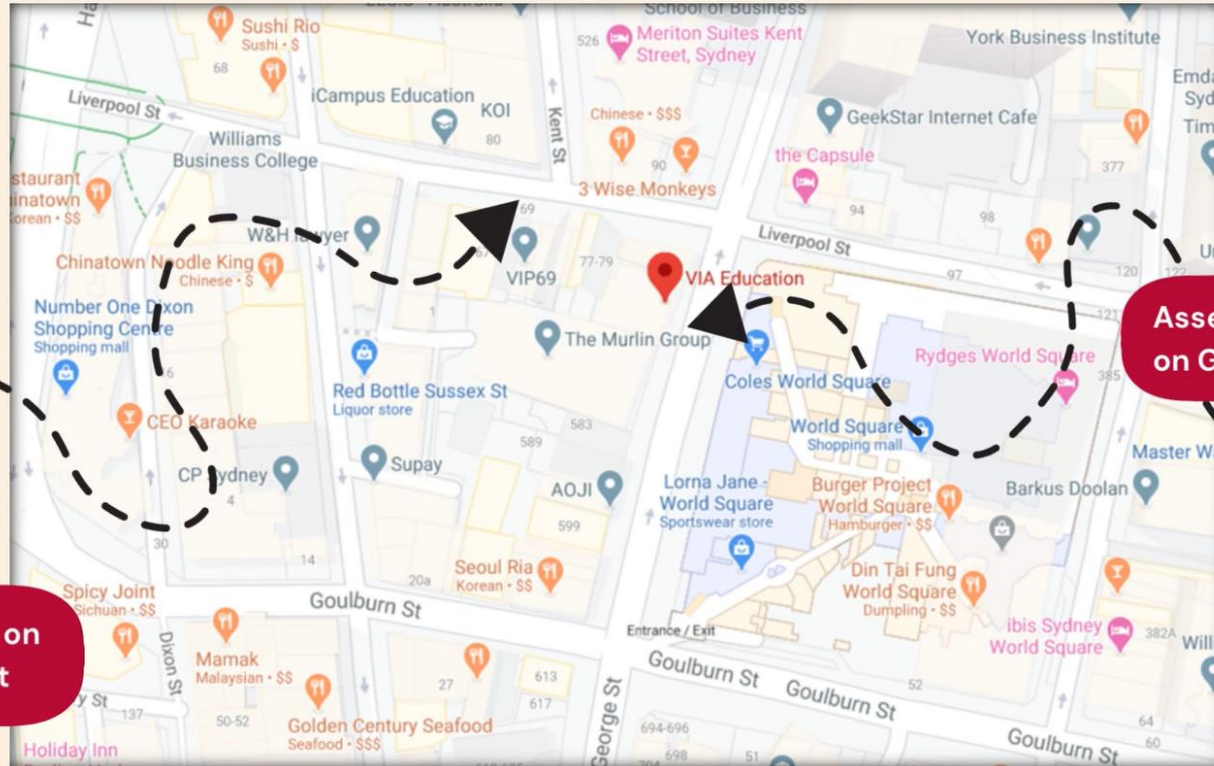 School of Business
Sushi Rio
Sushi • $
68
526
Meriton Suites Kent
Street, Sydney
York Business Institute
Liverpool St
iCampus Education
KOI
80
Kent St
Chinese • $$$
90
3 Wise Monkeys
GeekStar Internet Cafe
the Capsule
94
98
377
Williams
Business College
Korean • $$
W&H lawyer
69
VIP69
77-79
Liverpool St
97
120
122
121
Chinatown Noodle King
Chinese • $
VIA Education
Number One Dixon
Shopping Centre
Shopping mall
The Murlin Group
Coles World Square
Rydges World Square
385
on
Red Bottle Sussex St
Liquor store
CEO Karaoke
583
589
World Square
Shopping mall
CP Sydney
4
Supay
AOJI
599
Lorna Jane -
World Square
Sportswear store
Burger Project
World Square
Hamburger • $$
Barkus Doolan
30
14
20a
Seoul Ria
Korean • $$
Din Tai Fung
World Square
Dumpling • $$
Spicy Joint
Sichuan • $$
Goulburn St
Entrance / Exit
ibis Sydney
World Square
382A
on
Dixon St
Mamak
Malaysian • $$
27
613
617
George St
Goulburn St
Goulburn St
52
137
50-52
Golden Century Seafood
Seafood • $$$
694-696
698
51
Goulburn St
64
60
Holiday Inn